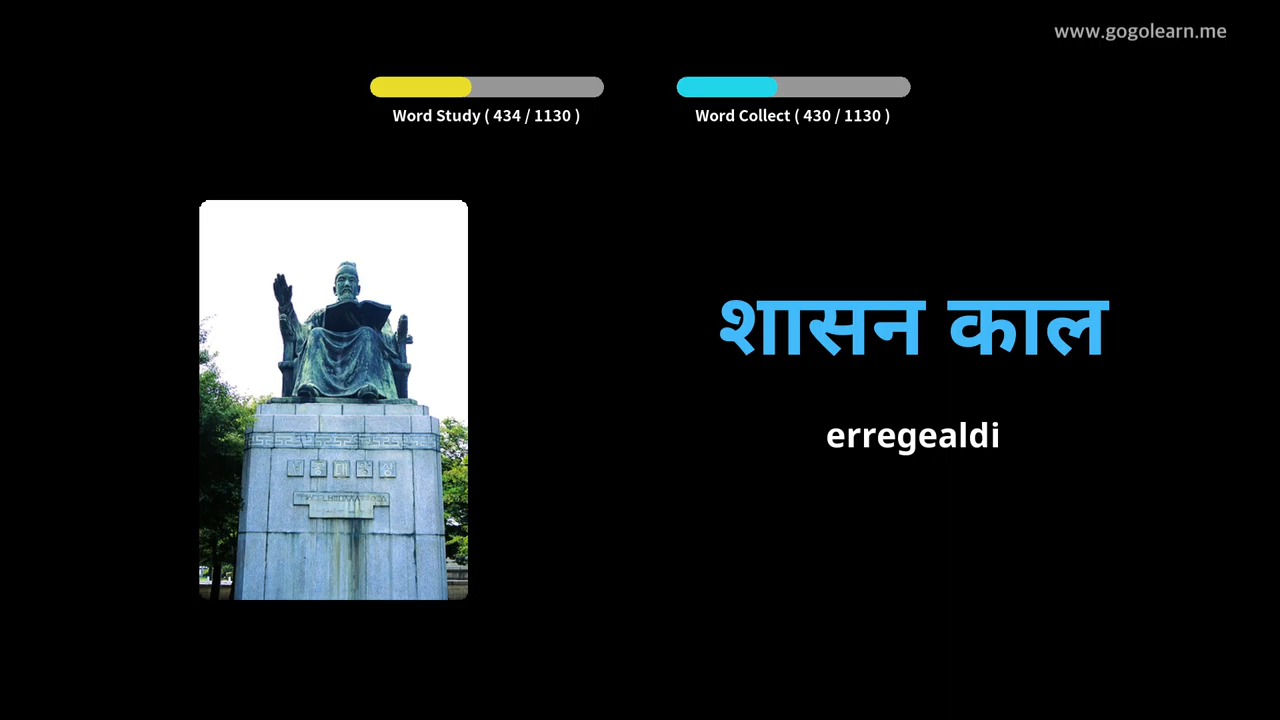 www.gogolearn.me
Word Study ( 434 / 1130 )
Word Collect ( 430 / 1130 )
शासन काल
erregealdi